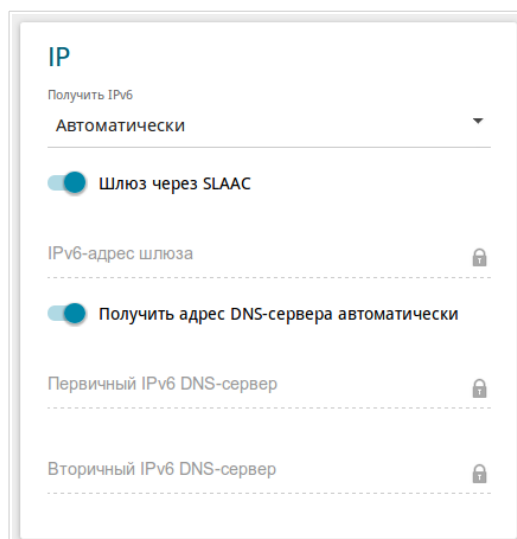 IP
Получить IPv6
Автоматически
Шлюз через SLAAC
IPv6-адрес шлюза
Получить адрес DNS-сервера автоматически
Первичный IPv6 DNS-сервер
Вторичный IPv6 DNS-сервер